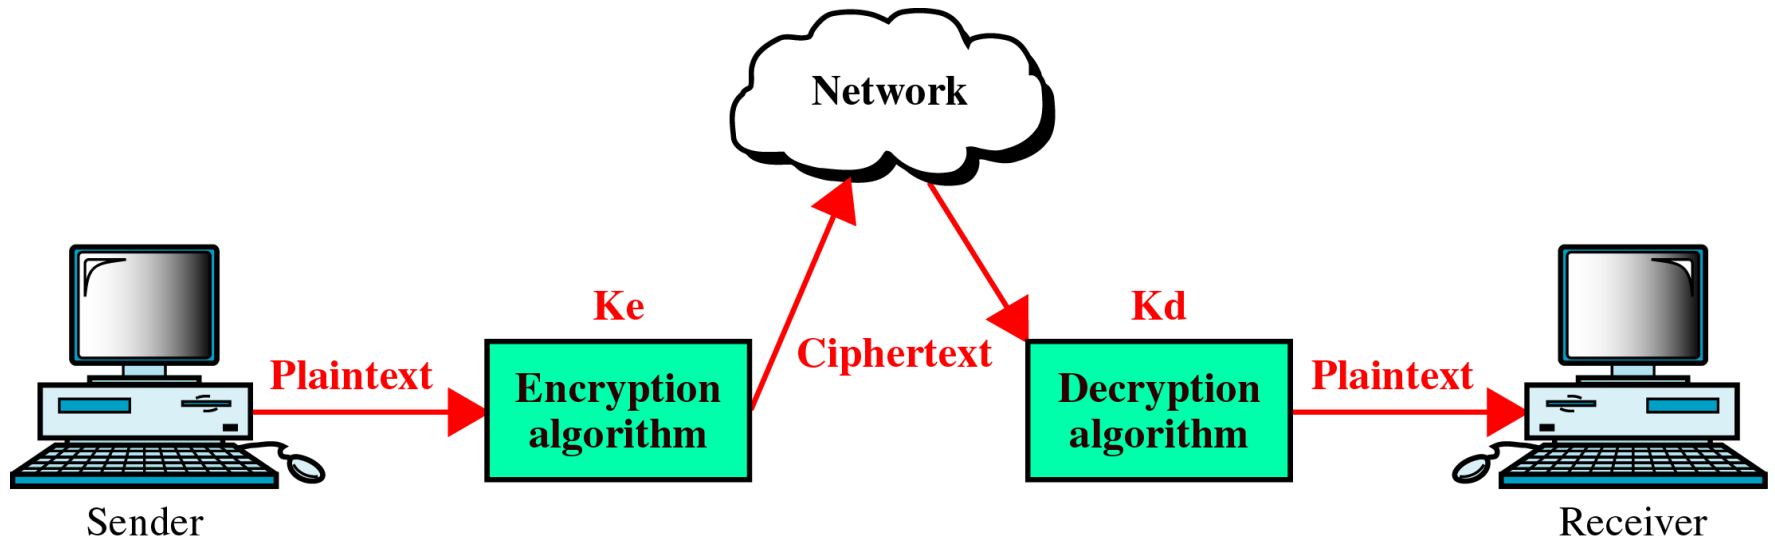 Network
Ke
Kd
Plaintext
Ciphertext
Plaintext
Encryption
algorithm
Decryption
algorithm
Sender
Receiver